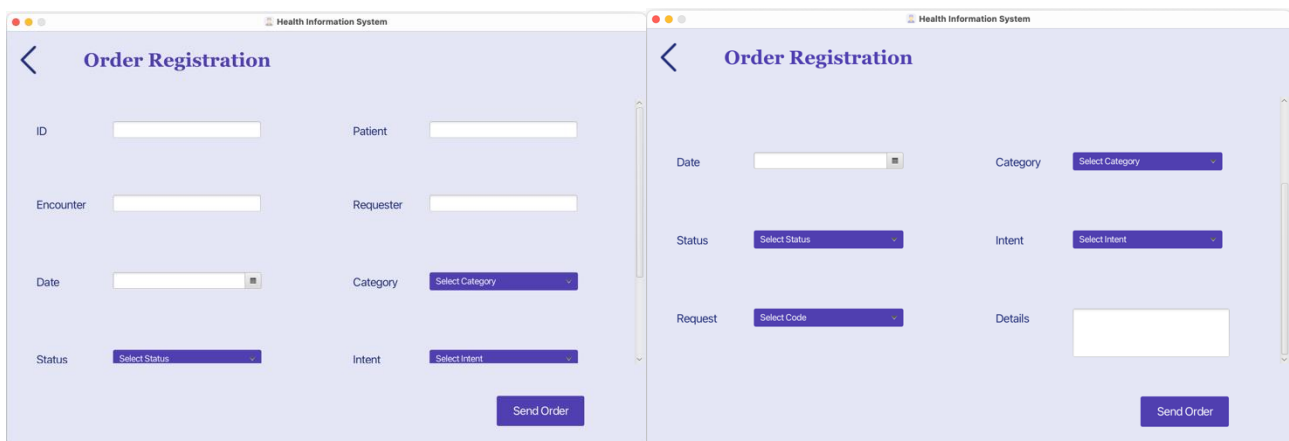 Health Information System
Order Registration
ID
Patient
Encounter
Requester
Date
Category Select Category
Status Select Status
Intent Select Intent
Send Order
Health Information System
Order Registration
Date
Category Select Category
Status Select Status
Intent Select Intent
Request Select Code
Details
Send Order